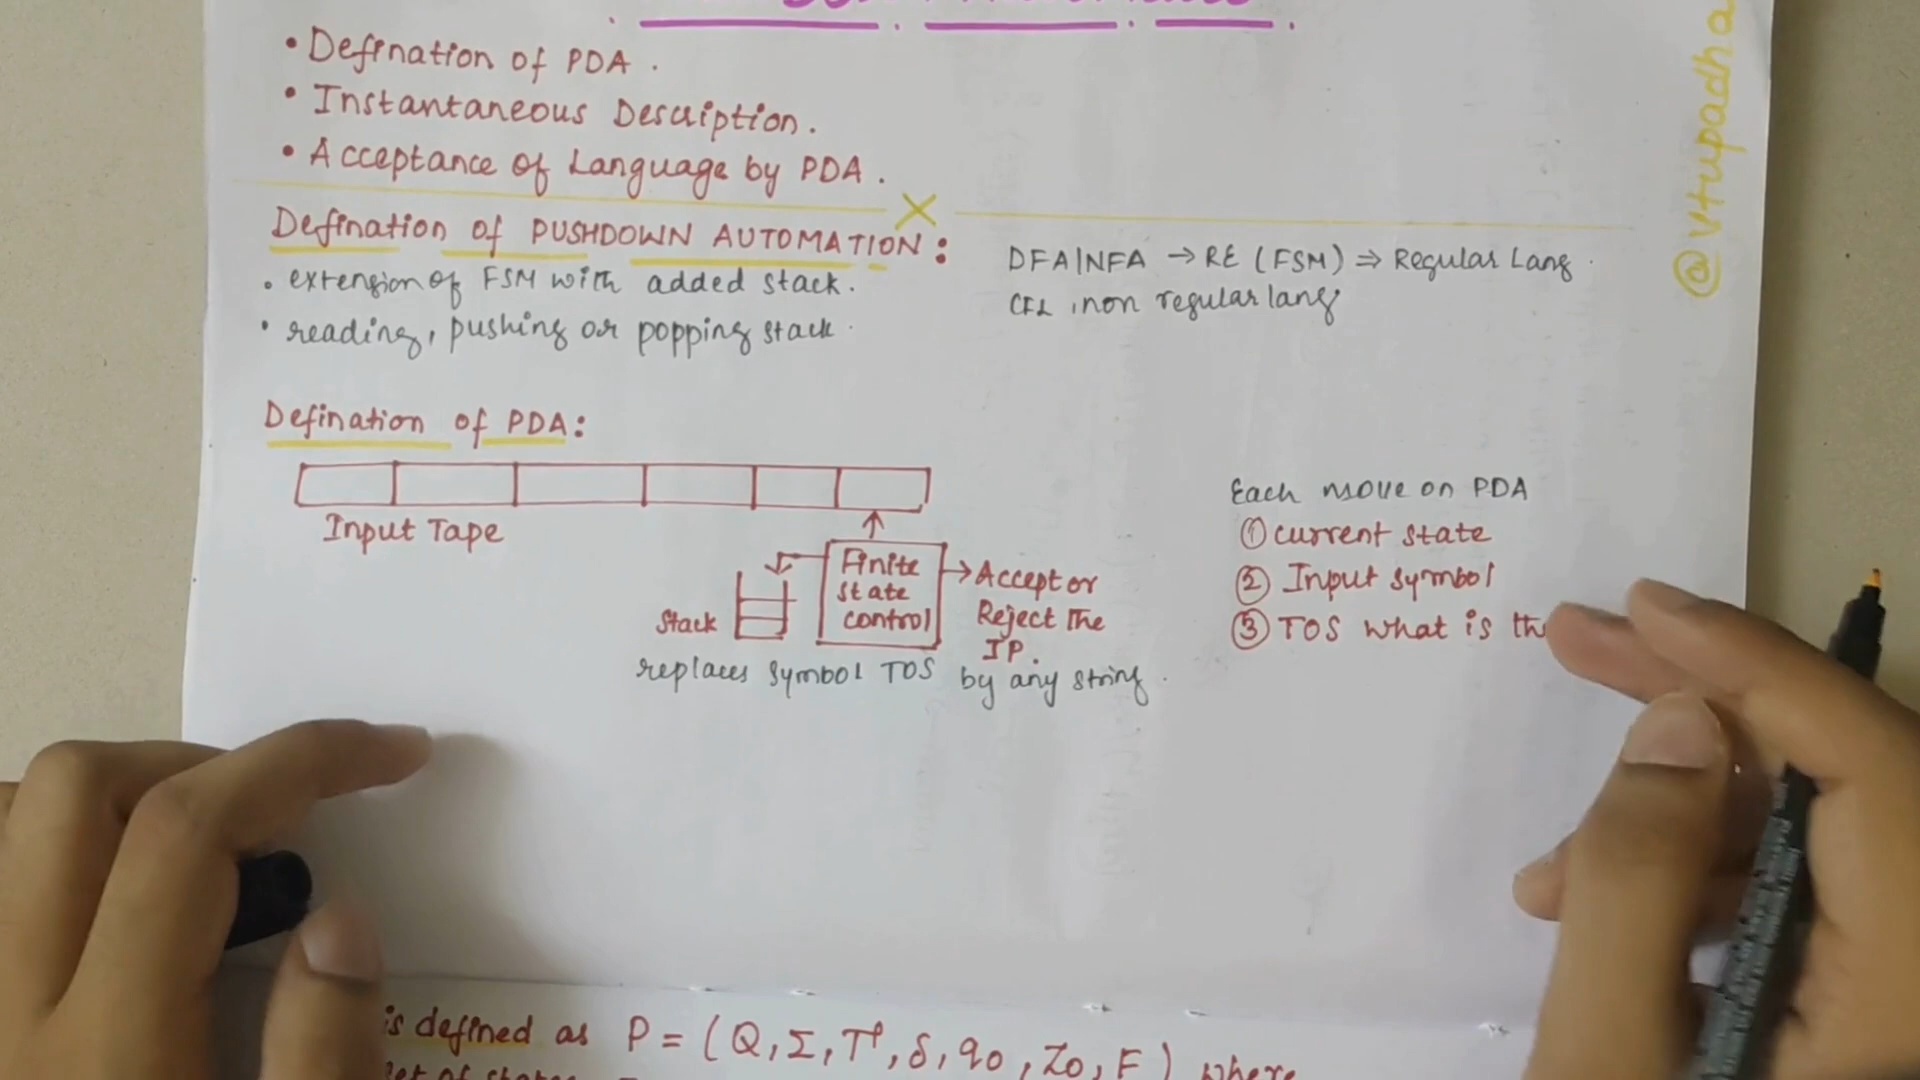 • Defination of PDA .
• Instantaneous Description.
• Acceptance of Language by PDA .
Defination of PUSHDOWN AUTOMATION :
• extension of FSM with added stack.
• reading, pushing or popping stack.
DFA|NFA → RE (FSM) ⇒ Regular Lang.
CFL , non regular lang
Defination of PDA:
Input Tape
Finite
state
control
Stack
→ Accept or
Reject The
IP.
replaces symbol TOS by any string.
Each move on PDA
① current state
② Input symbol
③ TOS what is
is defined as P = (Q, Σ, Γ, δ, q0, Z0, F) where
@vtupadha